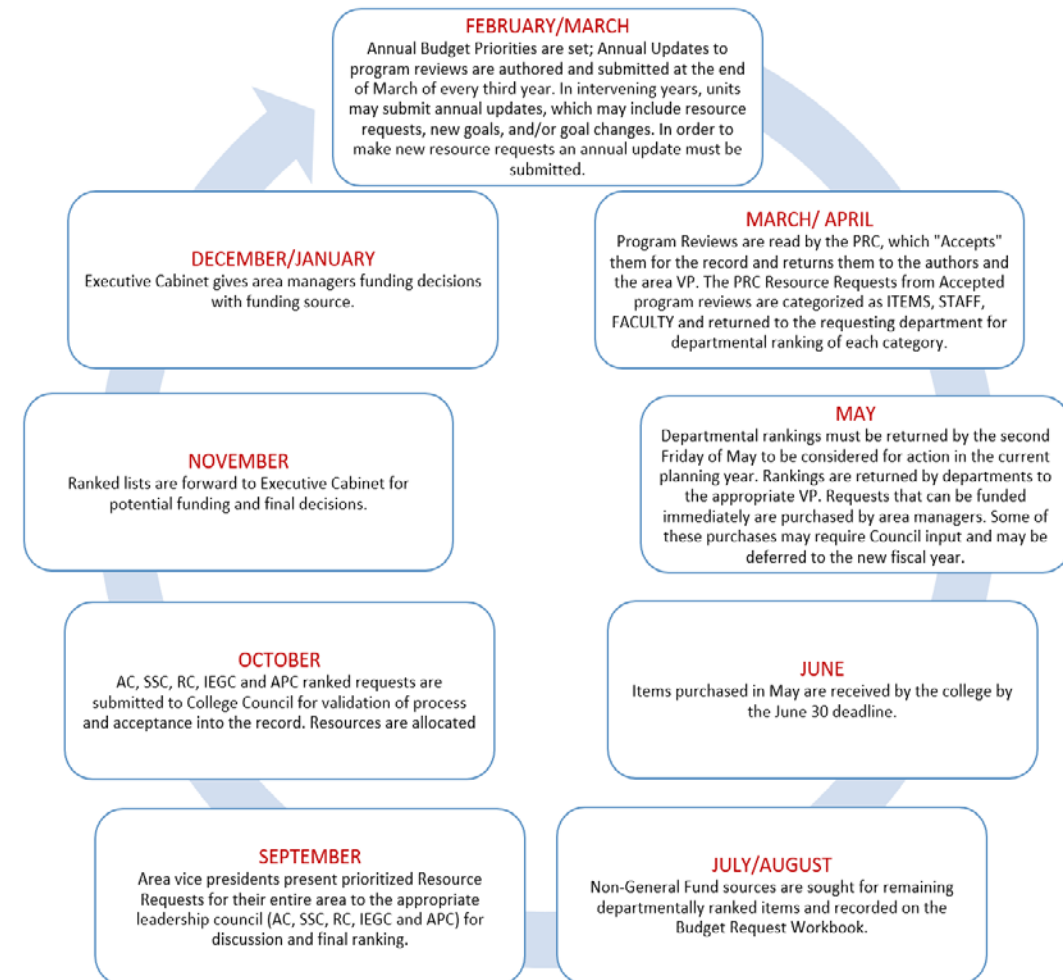 FEBRUARY/MARCH
Annual Budget Priorities are set; Annual Updates to
program reviews are authored and submitted at the end
of March of every third year. In intervening years, units
may submit annual updates, which may include resource
requests, new goals, and/or goal changes. In order to
make new resource requests an annual update must be
submitted.
MARCH/ APRIL
Program Reviews are read by the PRC, which "Accepts"
them for the record and returns them to the authors and
the area VP. The PRC Resource Requests from Accepted
program reviews are categorized as ITEMS, STAFF,
FACULTY and returned to the requesting department for
departmental ranking of each category.
MAY
Departmental rankings must be returned by the second
Friday of May to be considered for action in the current
planning year. Rankings are returned by departments to
the appropriate VP. Requests that can be funded
immediately are purchased by area managers. Some of
these purchases may require Council input and may be
deferred to the new fiscal year.
JUNE
Items purchased in May are received by the college by
the June 30 deadline.
JULY/AUGUST
Non-General Fund sources are sought for remaining
departmentally ranked items and recorded on the
Budget Request Workbook.
SEPTEMBER
Area vice presidents present prioritized Resource
Requests for their entire area to the appropriate
leadership council (AC, SSC, RC, IEGC and APC) for
discussion and final ranking.
OCTOBER
AC, SSC, RC, IEGC and APC ranked requests are
submitted to College Council for validation of process
and acceptance into the record. Resources are allocated
NOVEMBER
Ranked lists are forward to Executive Cabinet for
potential funding and final decisions.
DECEMBER/JANUARY
Executive Cabinet gives area managers funding decisions
with funding source.